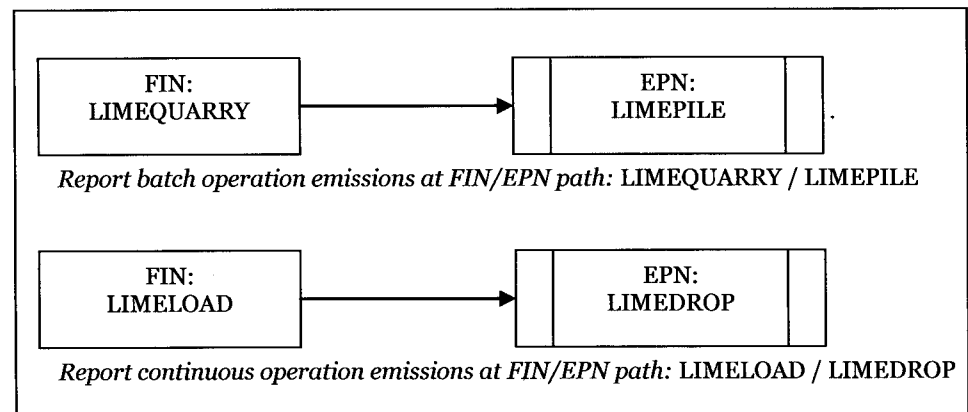 FIN:
LIMEQUARRY
EPN:
LIMEPILE
.
Report batch operation emissions at FIN/EPN path: LIMEQUARRY / LIMEPILE
FIN:
LIMELOAD
EPN:
LIMEDROP
Report continuous operation emissions at FIN/EPN path: LIMELOAD / LIMEDROP